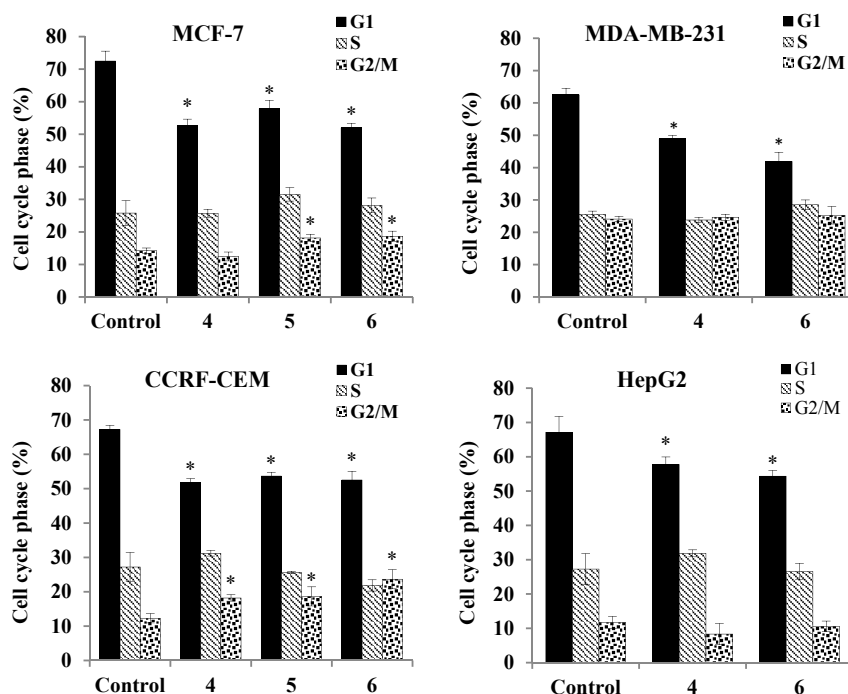 MCF-7
G1
S
G2/M
Cell cycle phase (%)
80
70
60
50
40
30
20
10
0
* * *
* *
Control 4 5 6
MDA-MB-231
G1
S
G2/M
Cell cycle phase (%)
80
70
60
50
40
30
20
10
0
* *
Control 4 6
CCRF-CEM
G1
S
G2/M
Cell cycle phase (%)
80
70
60
50
40
30
20
10
0
* * *
* * *
Control 4 5 6
HepG2
G1
S
G2/M
Cell cycle phase (%)
80
70
60
50
40
30
20
10
0
* *
Control 4 6